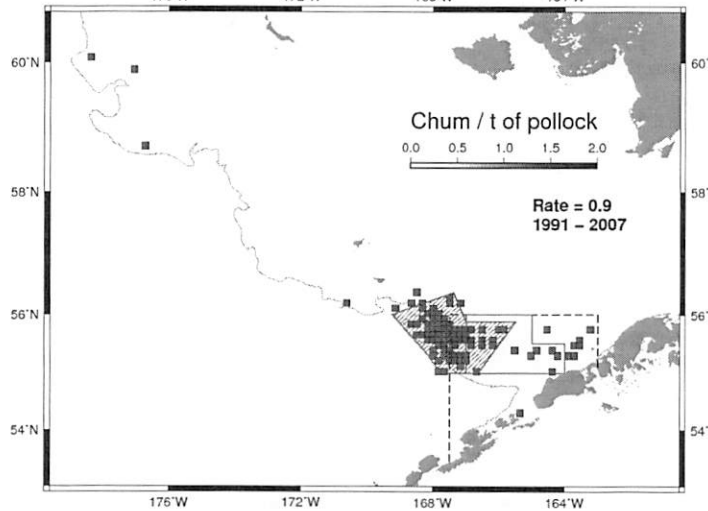 60°N 60°N
Chum / t of pollock
0.0 0.5 1.0 1.5 2.0
58°N 58°N
Rate = 0.9
1991 − 2007
56°N 56°N
54°N 54°N
176°W 172°W 168°W 164°W